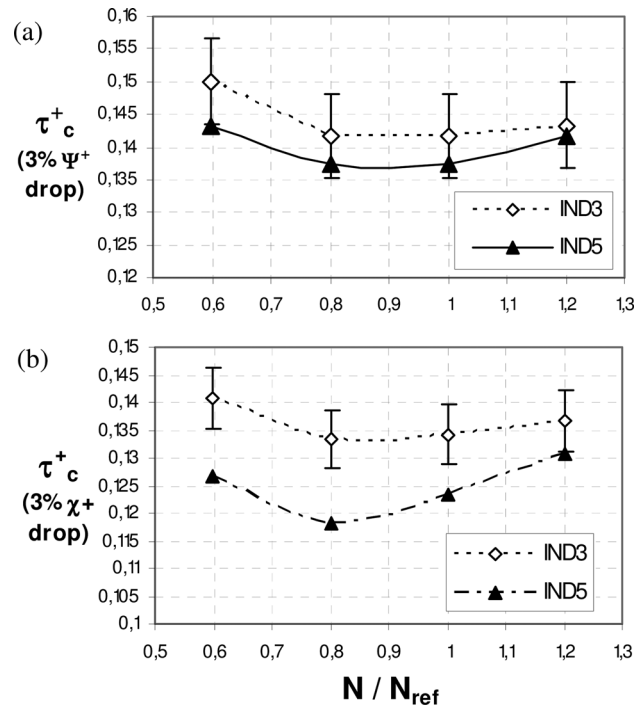 (a)
τ⁺c
(3% Ψ⁺
drop)
0,16
0,155
0,15
0,145
0,14
0,135
0,13
0,125
0,12
IND3
IND5
0,5 0,6 0,7 0,8 0,9 1 1,1 1,2 1,3
(b)
τ⁺c
(3% χ+
drop)
0,15
0,145
0,14
0,135
0,13
0,125
0,12
0,115
0,11
0,105
0,1
IND3
IND5
0,5 0,6 0,7 0,8 0,9 1 1,1 1,2 1,3
N / Nref